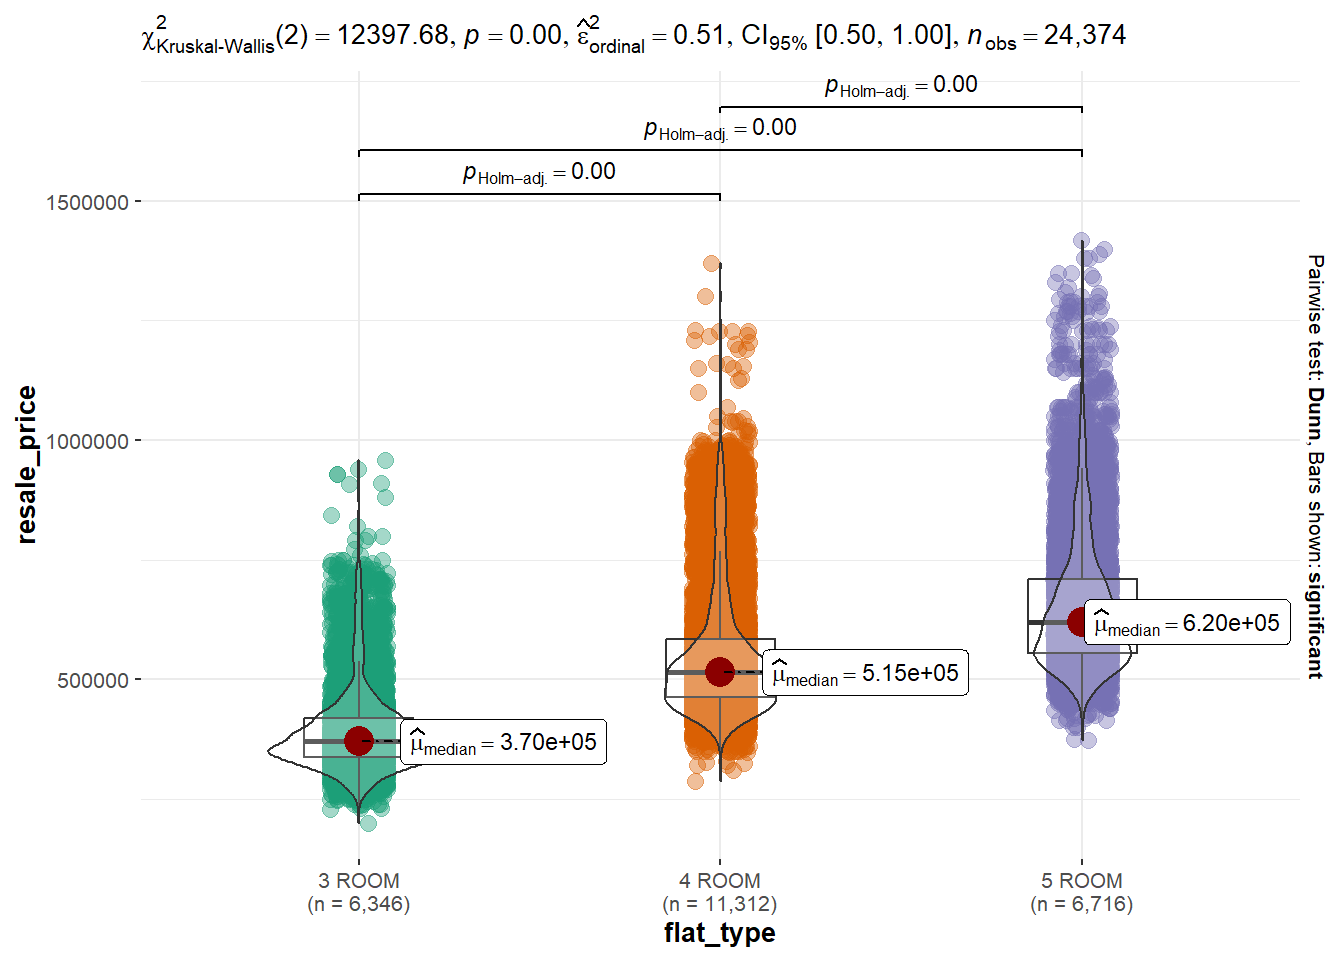 χ²Kruskal-Wallis(2) = 12397.68, p = 0.00, ε̂²ordinal = 0.51, CI95% [0.50, 1.00], nobs = 24,374
pHolm−adj. = 0.00
pHolm−adj. = 0.00
pHolm−adj. = 0.00
1500000
1000000
500000
resale_price
μ̂median = 3.70e+05
μ̂median = 5.15e+05
μ̂median = 6.20e+05
Pairwise test: Dunn, Bars shown: significant
3 ROOM
(n = 6,346)
4 ROOM
(n = 11,312)
5 ROOM
(n = 6,716)
flat_type